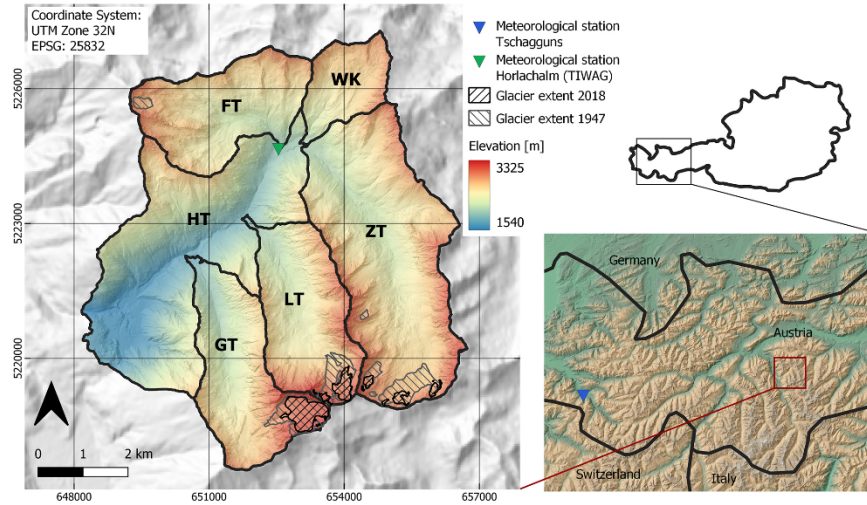 Coordinate System:
UTM Zone 32N
EPSG: 25832
5226000
5223000
5220000
FT
WK
HT
ZT
LT
GT
0 1 2 km
648000
651000
654000
657000
Meteorological station
Tschagguns
Meteorological station
Horlachalm (TIWAG)
Glacier extent 2018
Glacier extent 1947
Elevation [m]
3325
1540
Germany
Austria
Switzerland
Italy